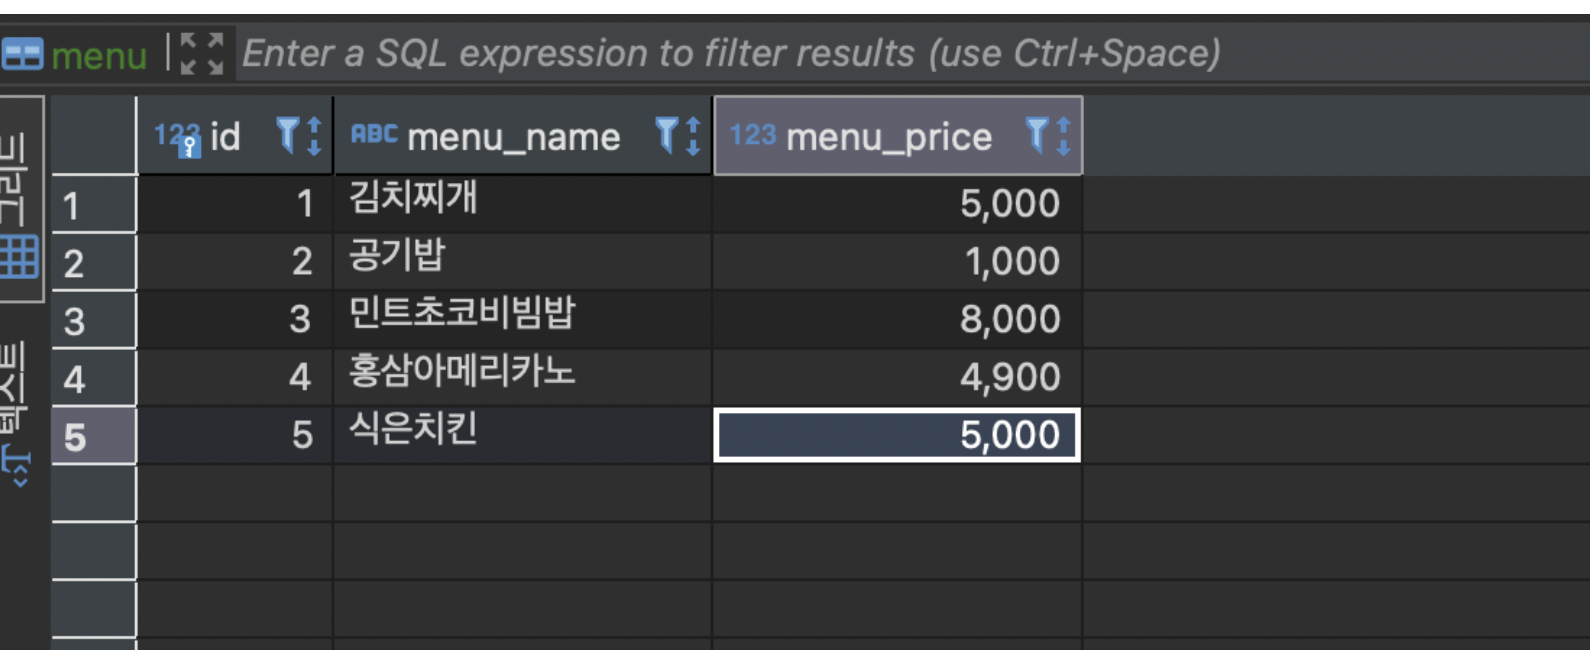 menu Enter a SQL expression to filter results (use Ctrl+Space)
그리드
텍스트
123 id ABC menu_name 123 menu_price
1 1 김치찌개 5,000
2 2 공기밥 1,000
3 3 민트초코비빔밥 8,000
4 4 홍삼아메리카노 4,900
5 5 식은치킨 5,000